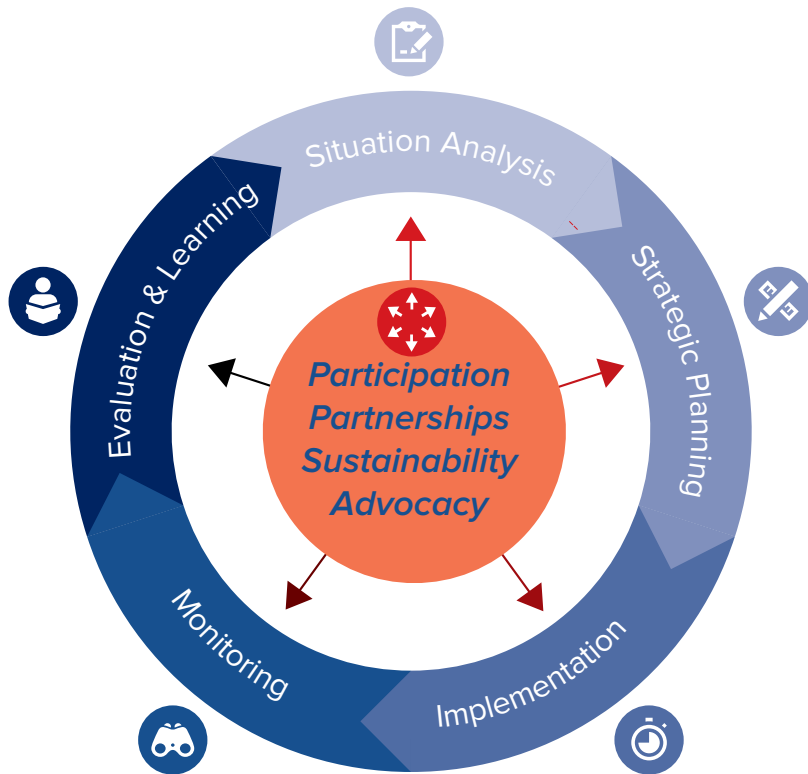 Situation Analysis
Strategic Planning
Implementation
Monitoring
Evaluation & Learning
Participation
Partnerships
Sustainability
Advocacy